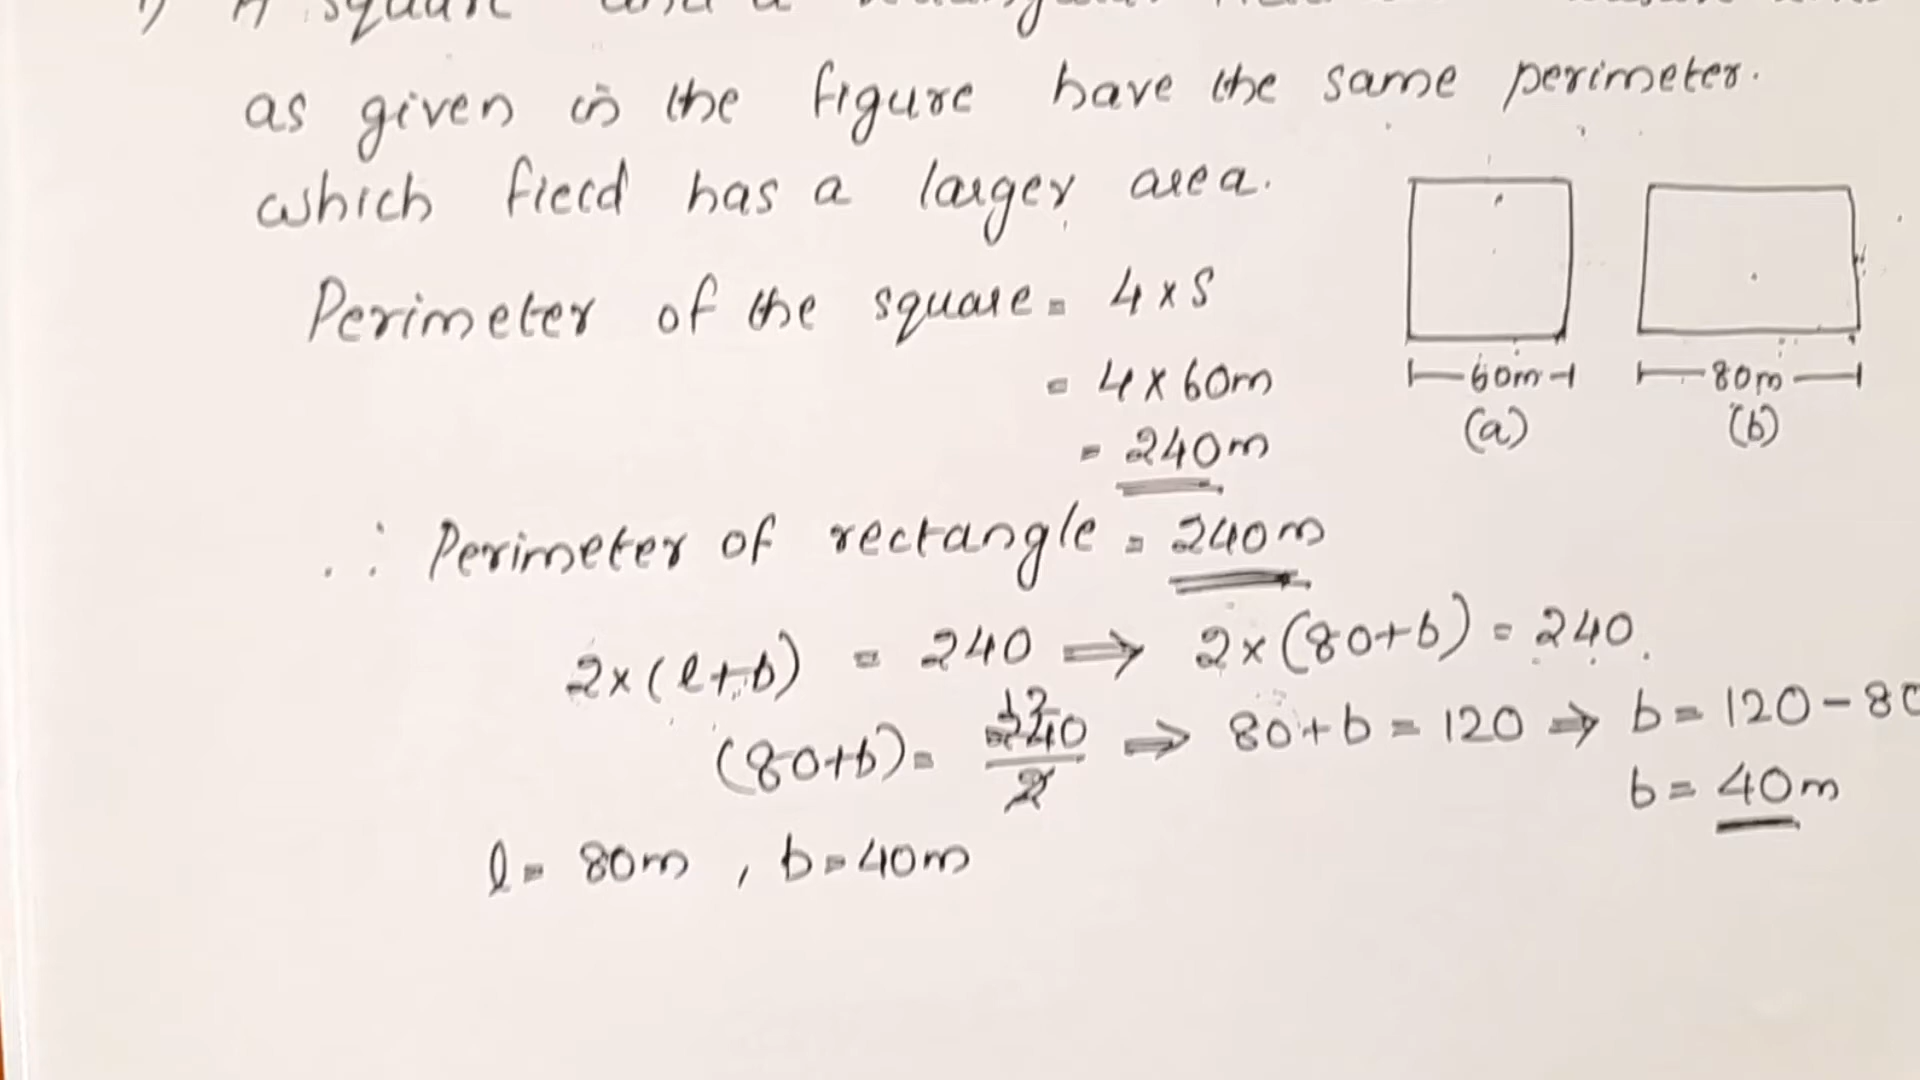 as given in the figure have the same perimeter.
which field has a larger area.
Perimeter of the square = 4 × S
= 4 × 60m
= 240m
60m
80m
(a)
(b)
∴ Perimeter of rectangle = 240m
2×(l+b) = 240 ⇒ 2×(80+b) = 240.
(80+b) = 240/2 ⇒ 80+b = 120 ⇒ b = 120-80
b = 40m
l = 80m, b = 40m